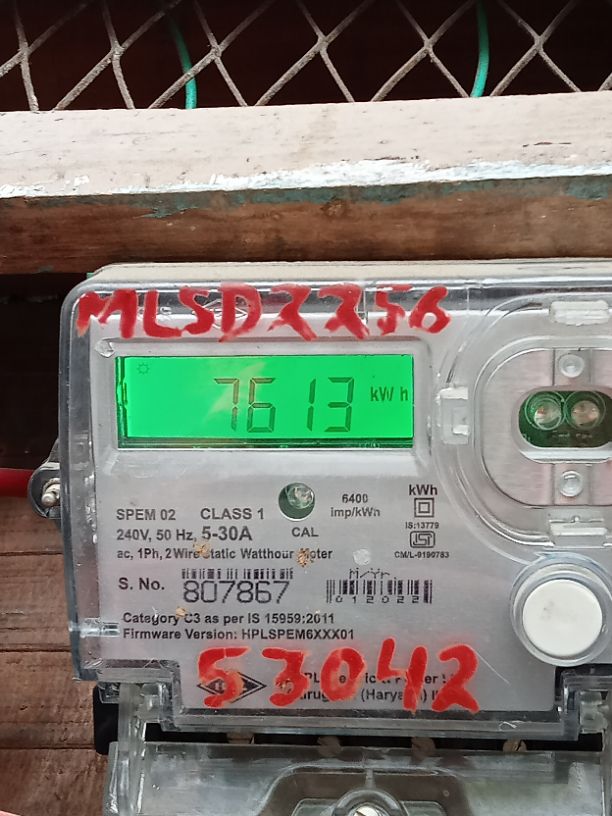 MLSD2256
7613 kW h
6400 imp/kWh
kWh
SPEM 02 CLASS 1
CAL
IS:13779
240V, 50 Hz, 5-30A
ac, 1Ph, 2 Wire Static Watthour Meter
CM/L-9190783
S. No. 807867
M/Yr.
012022
Category C3 as per IS 15959:2011
Firmware Version: HPLSPEM6XXX01
53042
(Haryana)